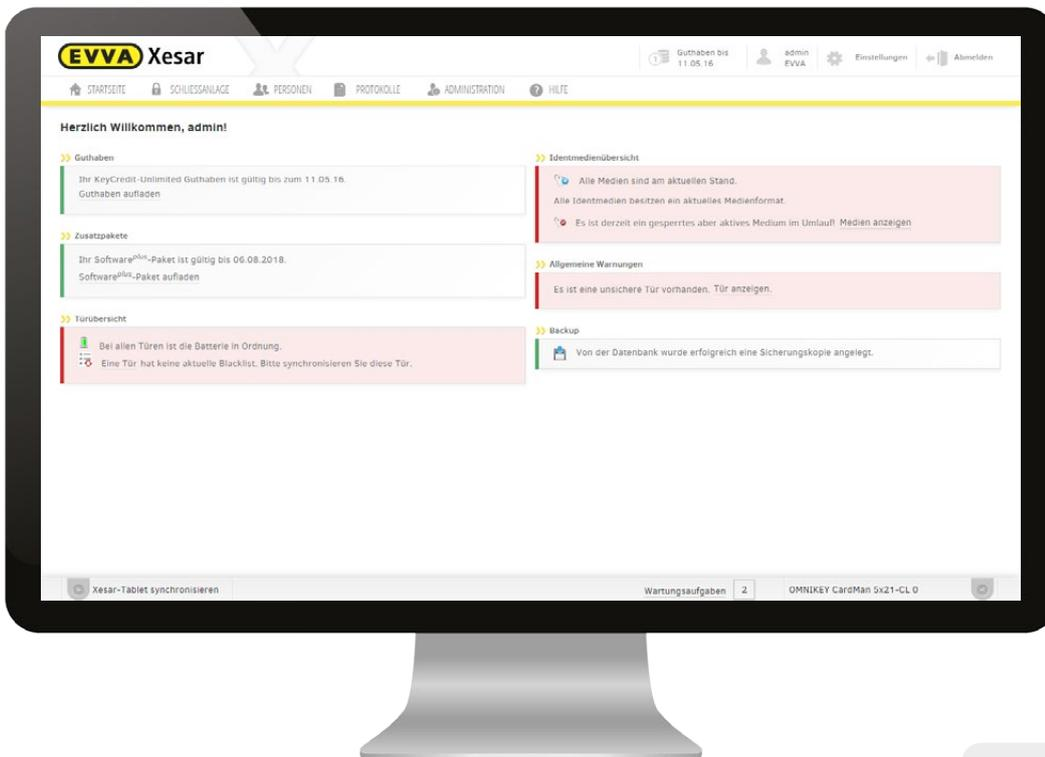 EVVA Xesar
Guthaben bis
11.05.16
admin
EVVA
Einstellungen
Abmelden
STARTSEITE
SCHLIESSANLAGE
PERSONEN
PROTOKOLLE
ADMINISTRATION
HILFE
Herzlich Willkommen, admin!
Guthaben
Ihr KeyCredit-Unlimited Guthaben ist gültig bis zum 11.05.16.
Guthaben aufladen
Zusatzpakete
Ihr Softwareplus-Paket ist gültig bis 06.08.2018.
Softwareplus-Paket aufladen
Türübersicht
Bei allen Türen ist die Batterie in Ordnung.
Eine Tür hat keine aktuelle Blacklist. Bitte synchronisieren Sie diese Tür.
Identmedienübersicht
Alle Medien sind am aktuellen Stand.
Alle Identmedien besitzen ein aktuelles Medienformat.
Es ist derzeit ein gesperrtes aber aktives Medium im Umlauf! Medien anzeigen
Allgemeine Warnungen
Es ist eine unsichere Tür vorhanden. Tür anzeigen.
Backup
Von der Datenbank wurde erfolgreich eine Sicherungskopie angelegt.
Xesar-Tablet synchronisieren
Wartungsaufgaben 2
OMNIKEY CardMan 5x21-CL 0